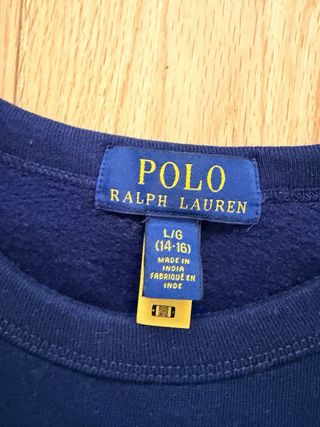 POLO
RALPH LAUREN
L/G
(14-16)
MADE IN
INDIA
FABRIQUÉ EN
INDE